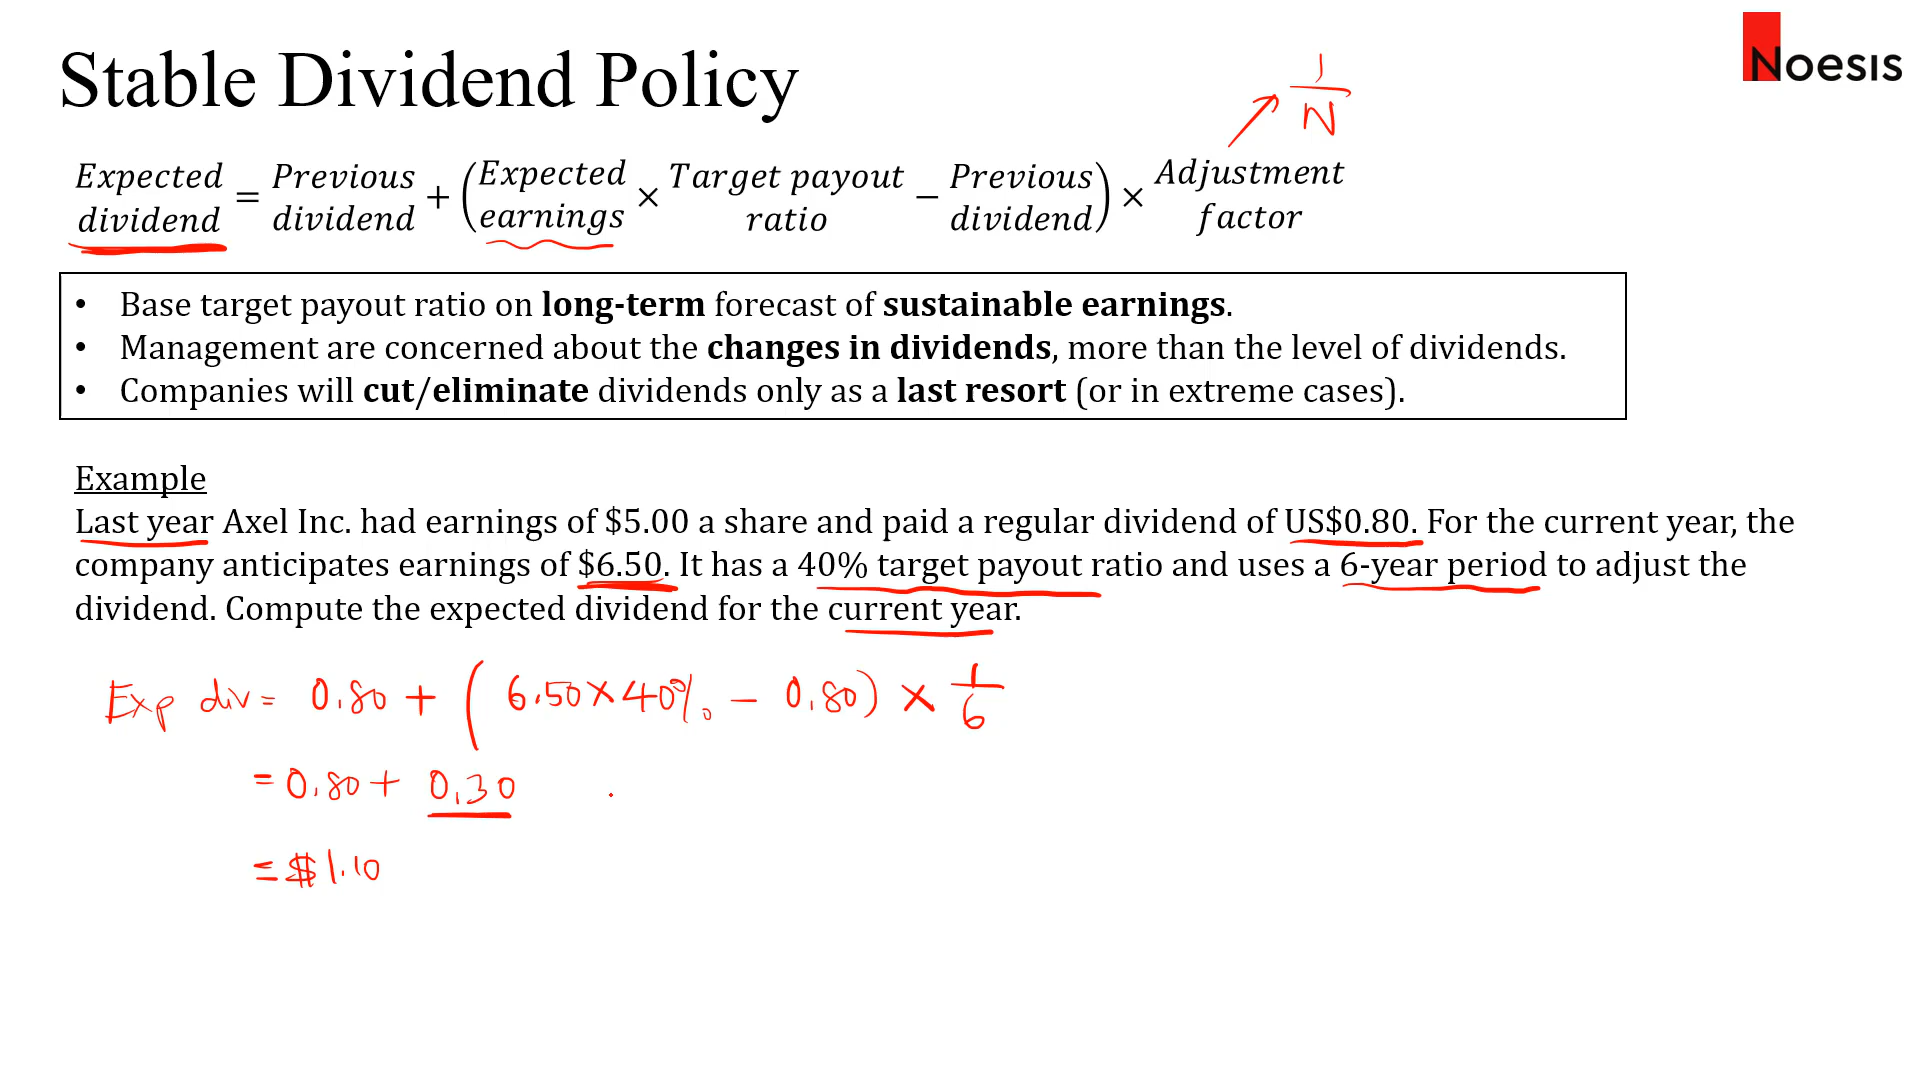 Stable Dividend Policy
Noesis
1/N
Expected dividend = Previous dividend + (Expected earnings × Target payout ratio − Previous dividend) × Adjustment factor
• Base target payout ratio on long-term forecast of sustainable earnings.
• Management are concerned about the changes in dividends, more than the level of dividends.
• Companies will cut/eliminate dividends only as a last resort (or in extreme cases).
Example
Last year Axel Inc. had earnings of $5.00 a share and paid a regular dividend of US$0.80. For the current year, the
company anticipates earnings of $6.50. It has a 40% target payout ratio and uses a 6-year period to adjust the
dividend. Compute the expected dividend for the current year.
Exp div = 0.80 + (6.50 × 40% − 0.80) × 1/6
= 0.80 + 0.30
= $1.10